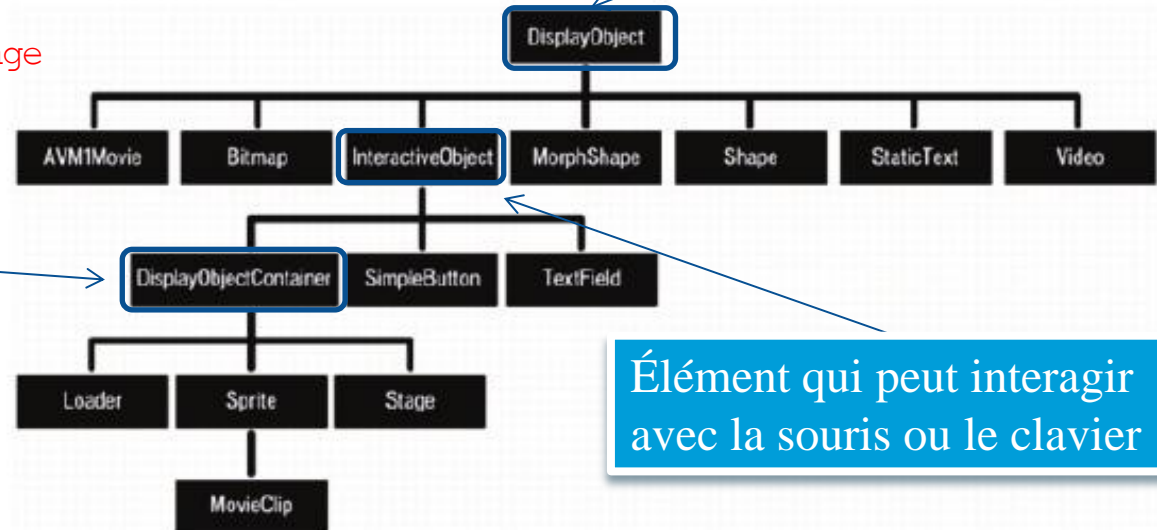 DisplayObject
AVM1Movie
Bitmap
InteractiveObject
MorphShape
Shape
StaticText
Video
DisplayObjectContainer
SimpleButton
TextField
Loader
Sprite
Stage
MovieClip
Élément qui peut interagir
avec la souris ou le clavier